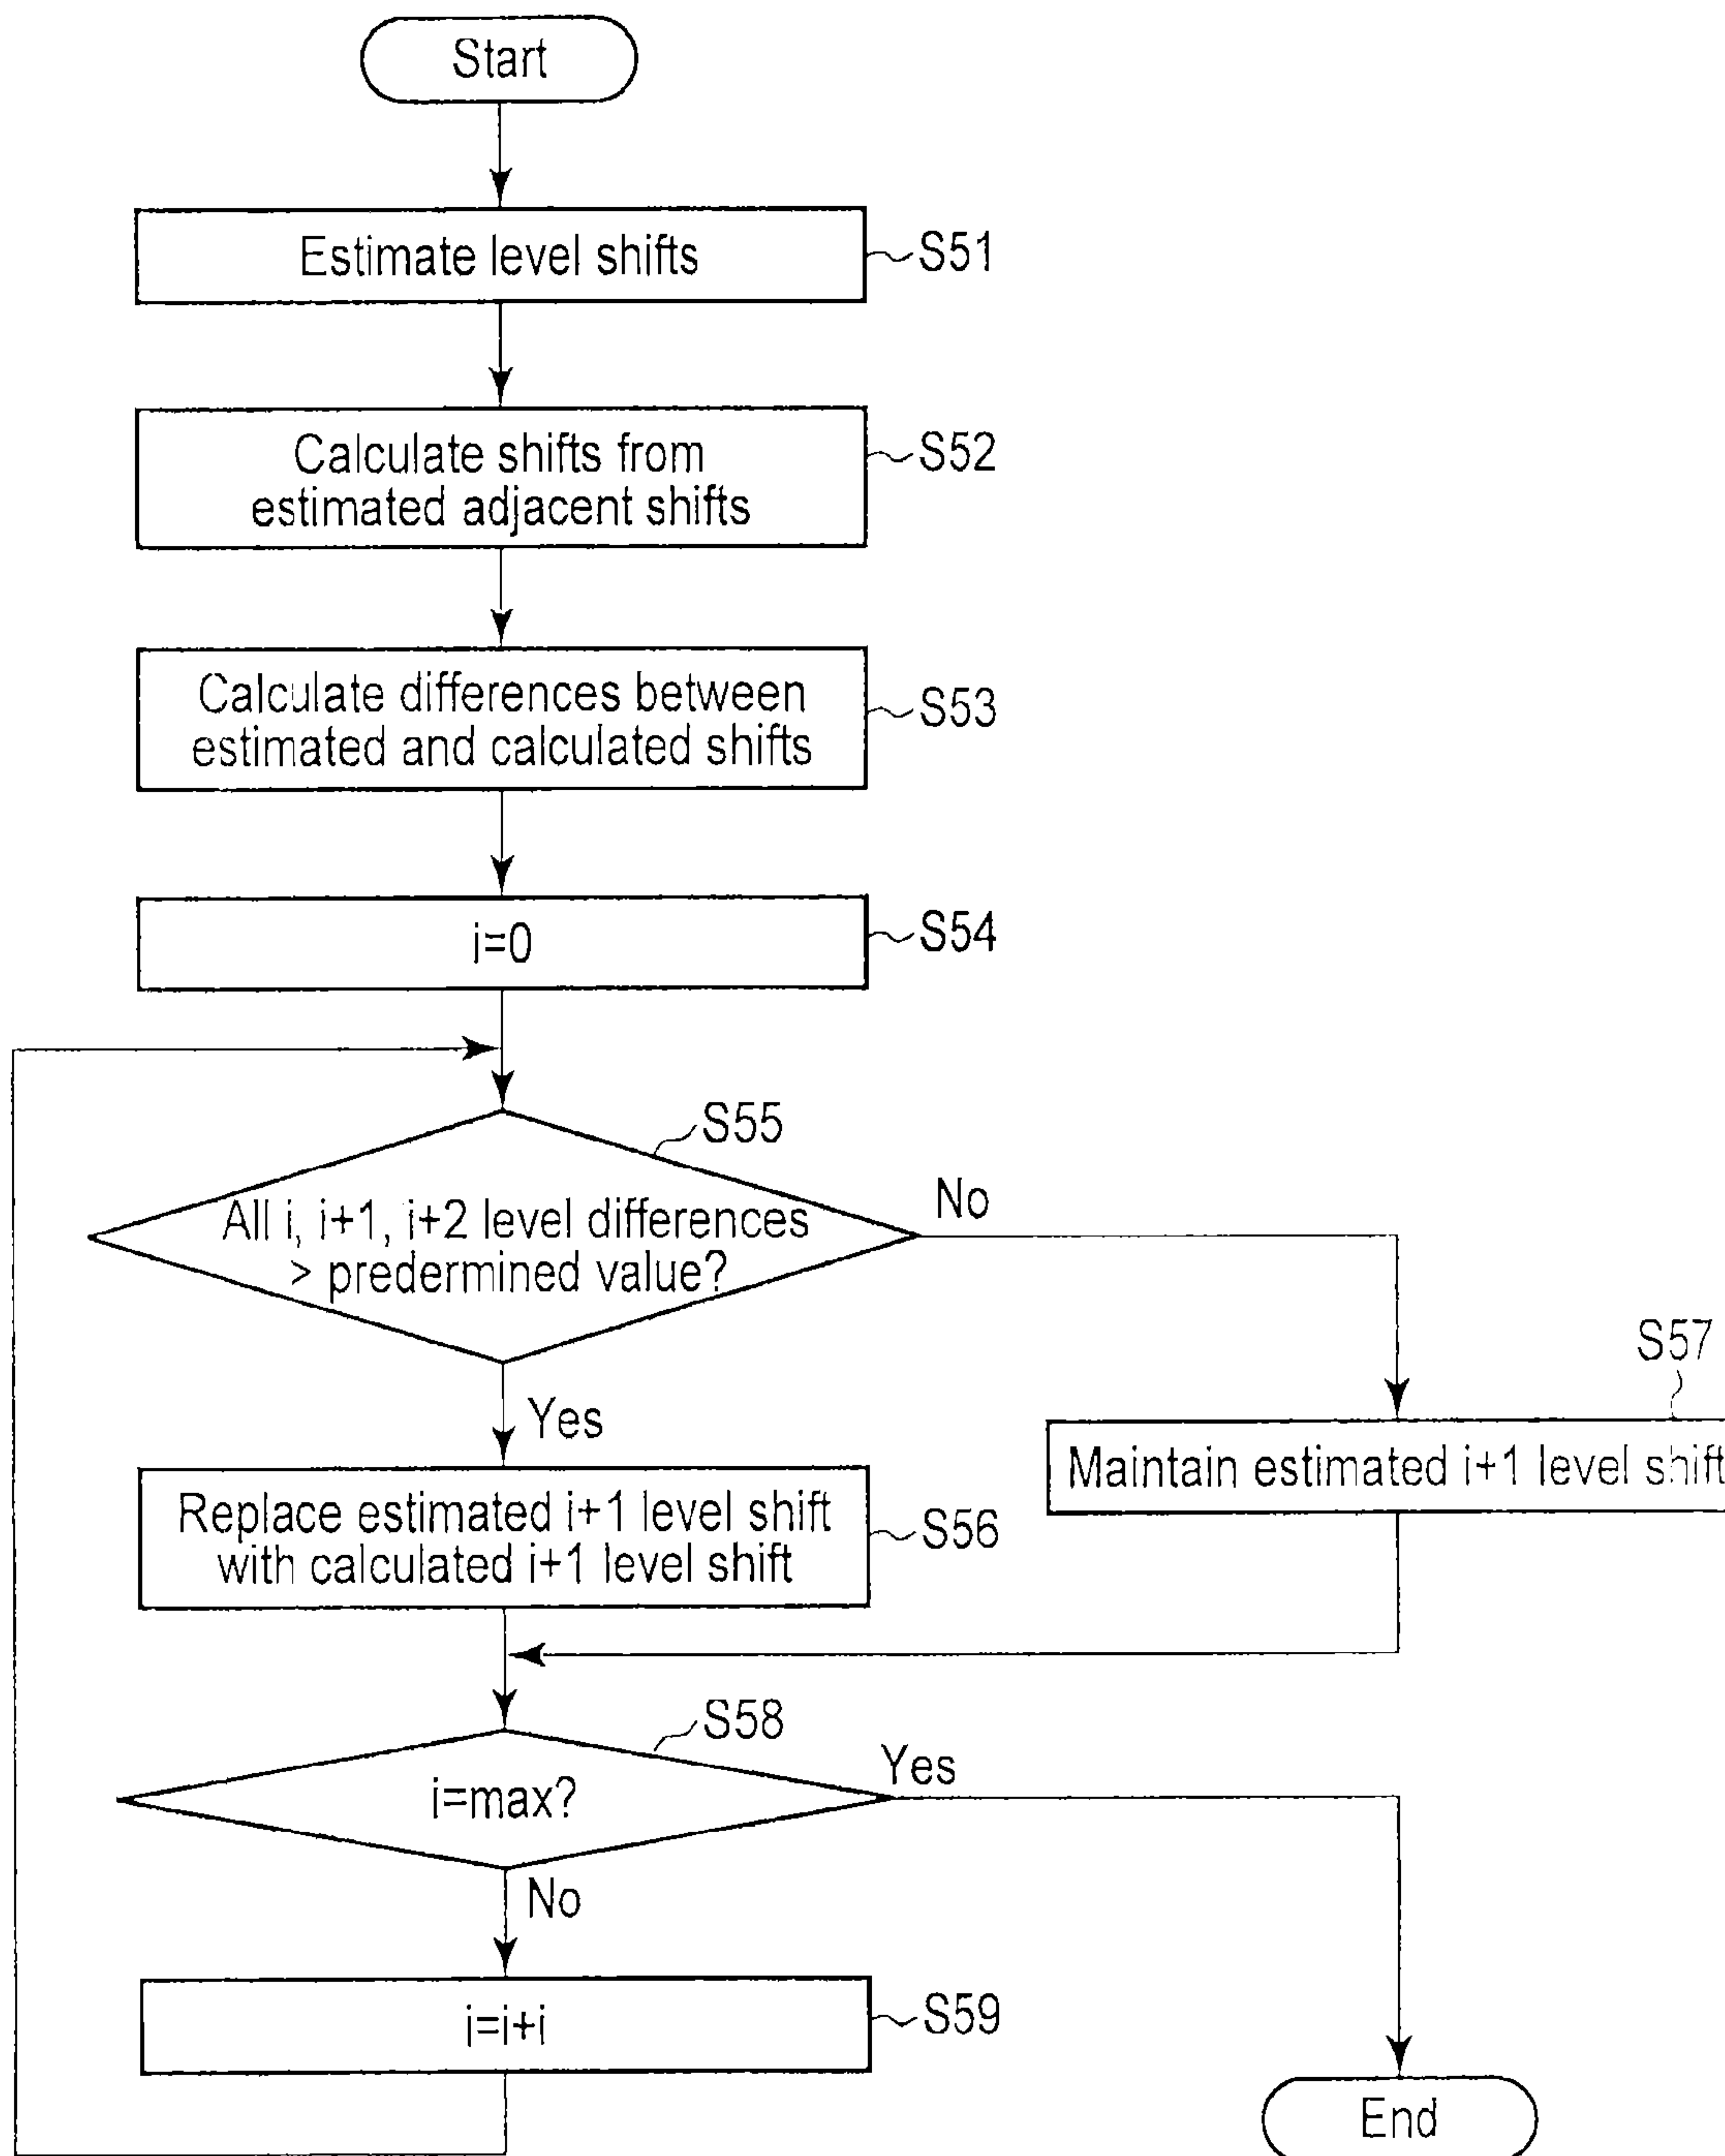 Start
Estimate level shifts
S51
Calculate shifts from
estimated adjacent shifts
S52
Calculate differences between
estimated and calculated shifts
S53
i=0
S54
S55
All i, i+1, i+2 level differences
> predermined value?
No
Yes
S57
Maintain estimated i+1 level shift
Replace estimated i+1 level shift
with calculated i+1 level shift
S56
S58
i=max?
Yes
No
i=i+i
S59
End